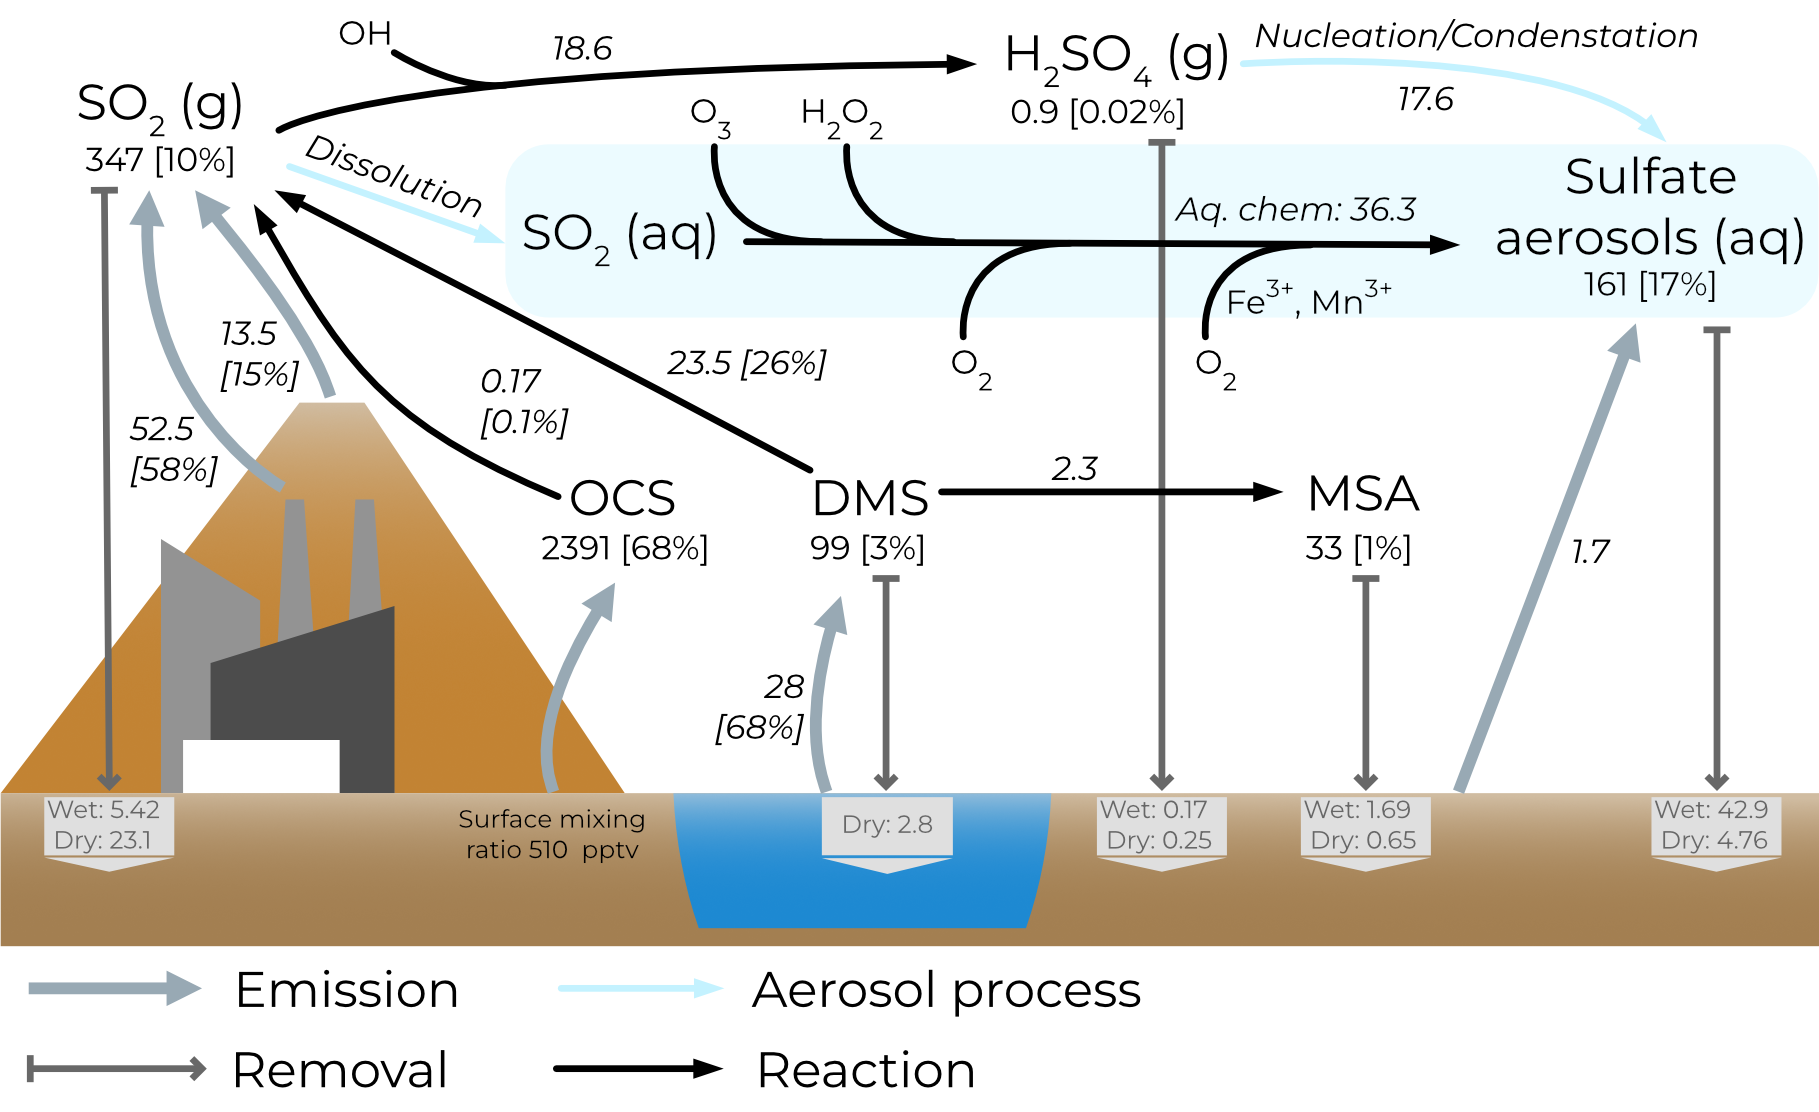 OH
18.6
H2SO4 (g)
0.9 [0.02%]
Nucleation/Condenstation
17.6
SO2 (g)
347 [10%]
Dissolution
O3
H2O2
SO2 (aq)
Aq. chem: 36.3
Sulfate
aerosols (aq)
161 [17%]
Fe3+, Mn3+
O2
O2
13.5
[15%]
52.5
[58%]
0.17
[0.1%]
23.5 [26%]
OCS
2391 [68%]
DMS
99 [3%]
2.3
MSA
33 [1%]
1.7
28
[68%]
Wet: 5.42
Dry: 23.1
Surface mixing
ratio 510 pptv
Dry: 2.8
Wet: 0.17
Dry: 0.25
Wet: 1.69
Dry: 0.65
Wet: 42.9
Dry: 4.76
Emission
Aerosol process
Removal
Reaction